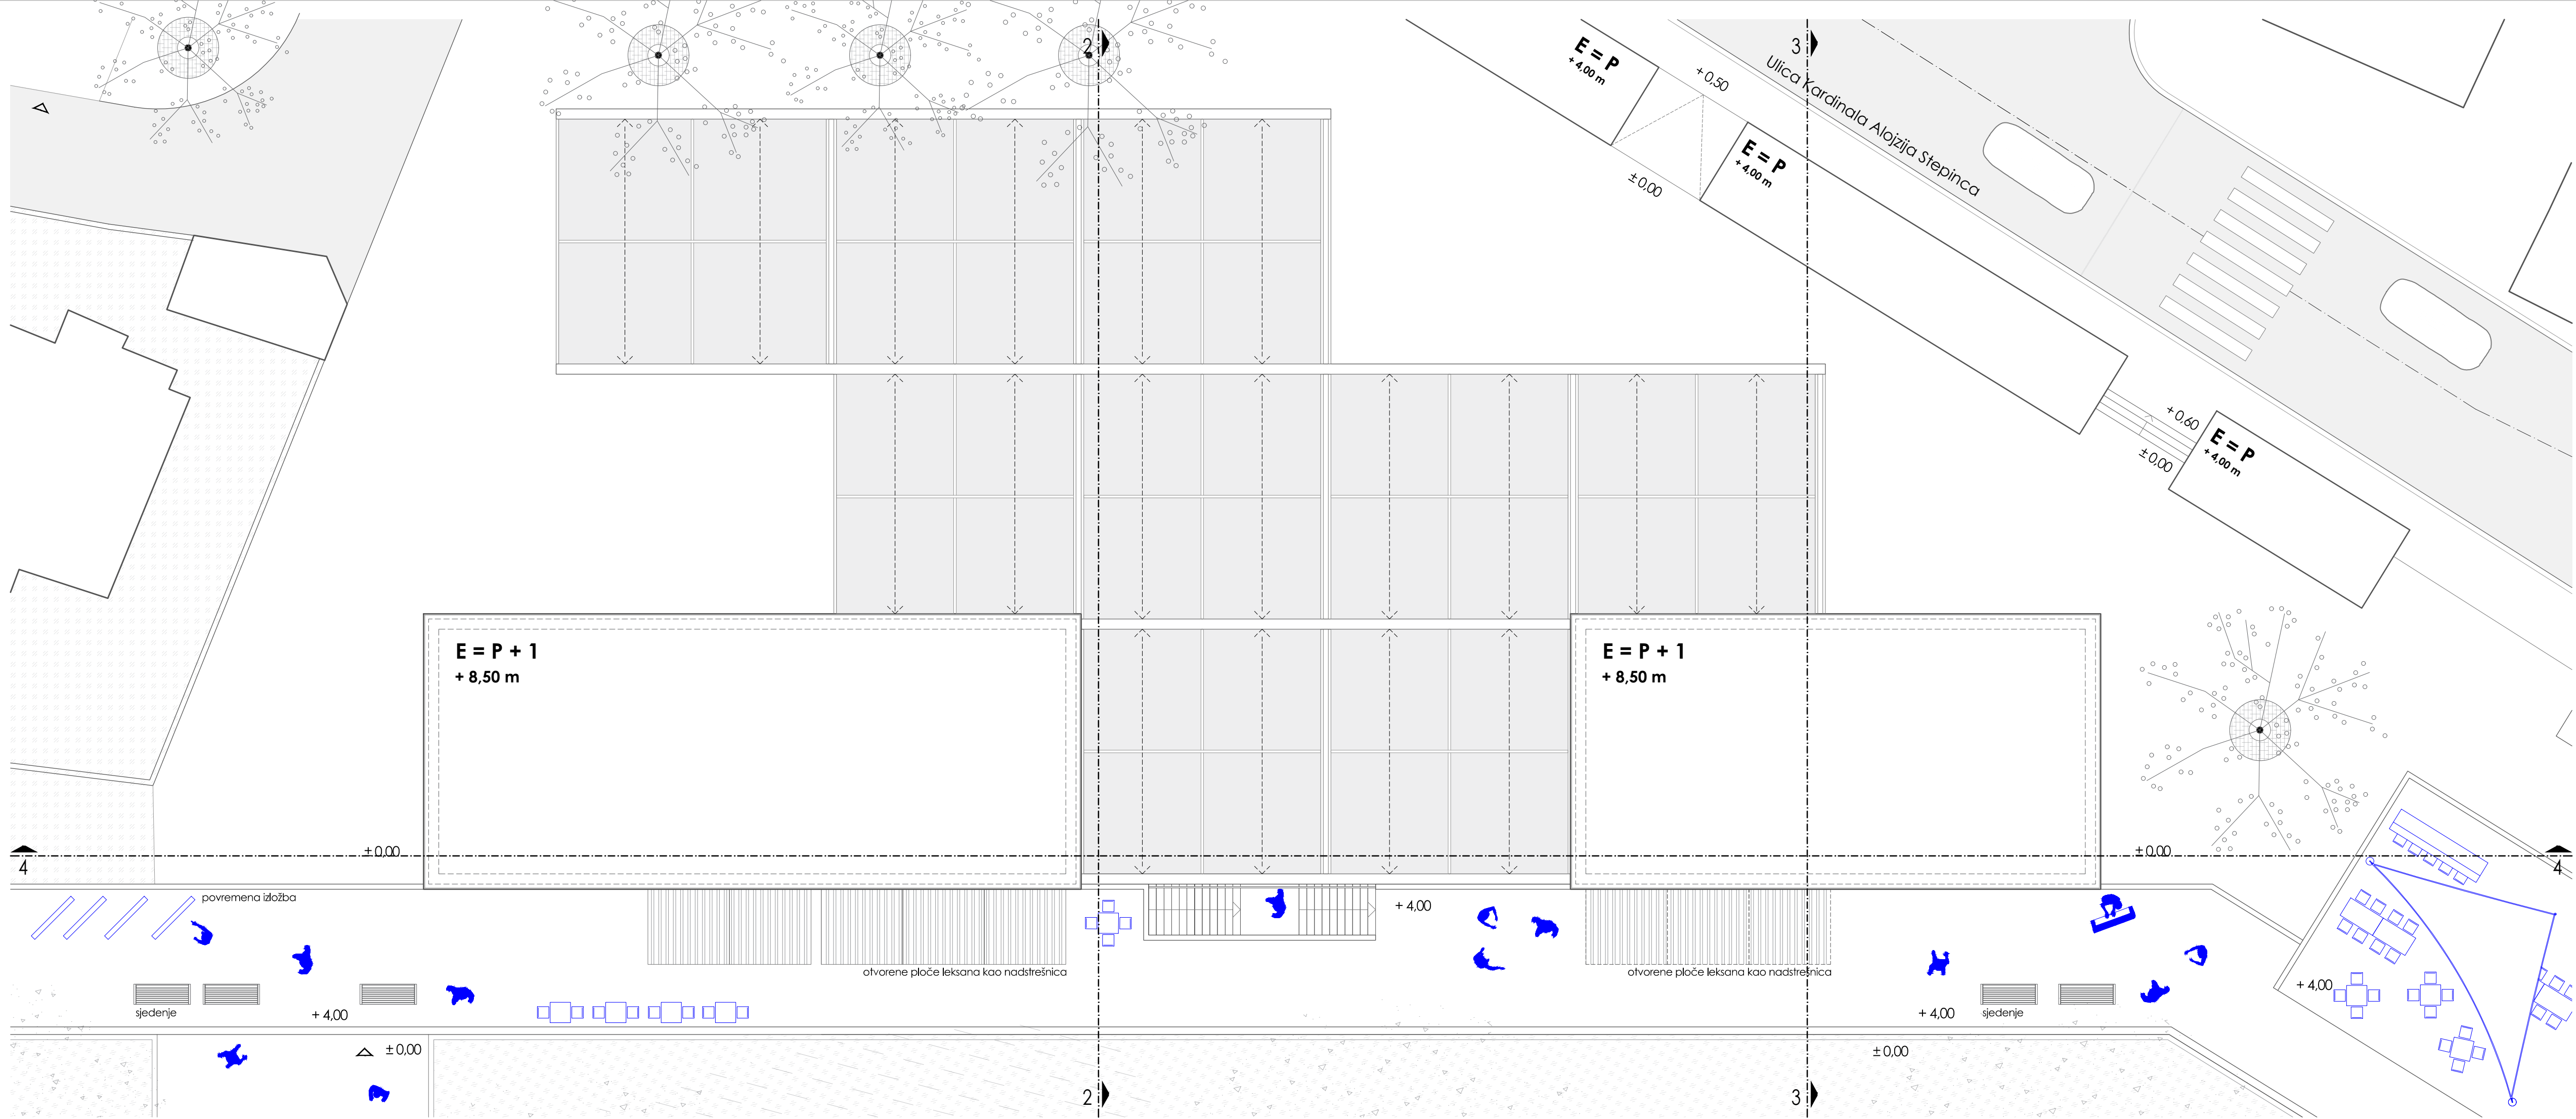 2
3
E = P
+ 4,00 m
+ 0,50
Ulica Kardinala Alojzija Stepinca
E = P
+ 4,00 m
± 0,00
+ 0,60
E = P
+ 4,00 m
± 0,00
E = P + 1
+ 8,50 m
E = P + 1
+ 8,50 m
± 0,00
± 0,00
4
4
povremena izložba
+ 4,00
otvorene ploče leksana kao nadstrešnica
otvorene ploče leksana kao nadstrešnica
+ 4,00
sjedenje
+ 4,00
+ 4,00
sjedenje
± 0,00
± 0,00
2
3